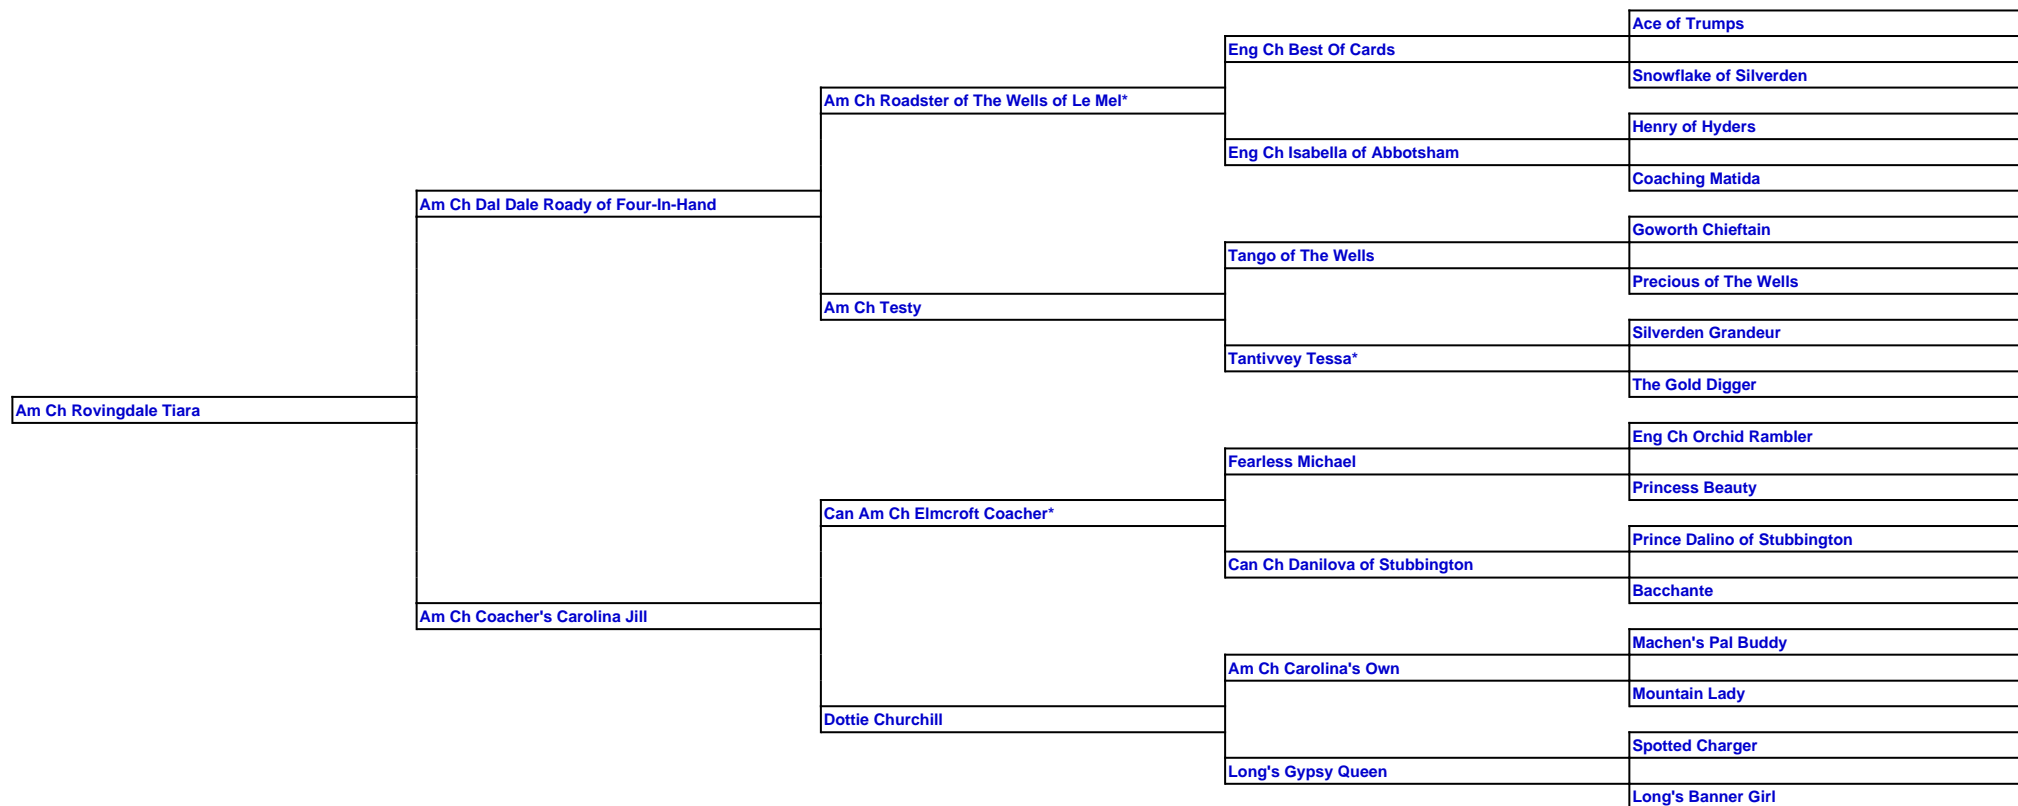 Ace of Trumps
Eng Ch Best Of Cards
Snowflake of Silverden
Am Ch Roadster of The Wells of Le Mel*
Henry of Hyders
Eng Ch Isabella of Abbotsham
Coaching Matida
Am Ch Dal Dale Roady of Four-In-Hand
Goworth Chieftain
Tango of The Wells
Precious of The Wells
Am Ch Testy
Silverden Grandeur
Tantivvey Tessa*
The Gold Digger
Am Ch Rovingdale Tiara
Eng Ch Orchid Rambler
Fearless Michael
Princess Beauty
Can Am Ch Elmcroft Coacher*
Prince Dalino of Stubbington
Can Ch Danilova of Stubbington
Bacchante
Am Ch Coacher's Carolina Jill
Machen's Pal Buddy
Am Ch Carolina's Own
Mountain Lady
Dottie Churchill
Spotted Charger
Long's Gypsy Queen
Long's Banner Girl